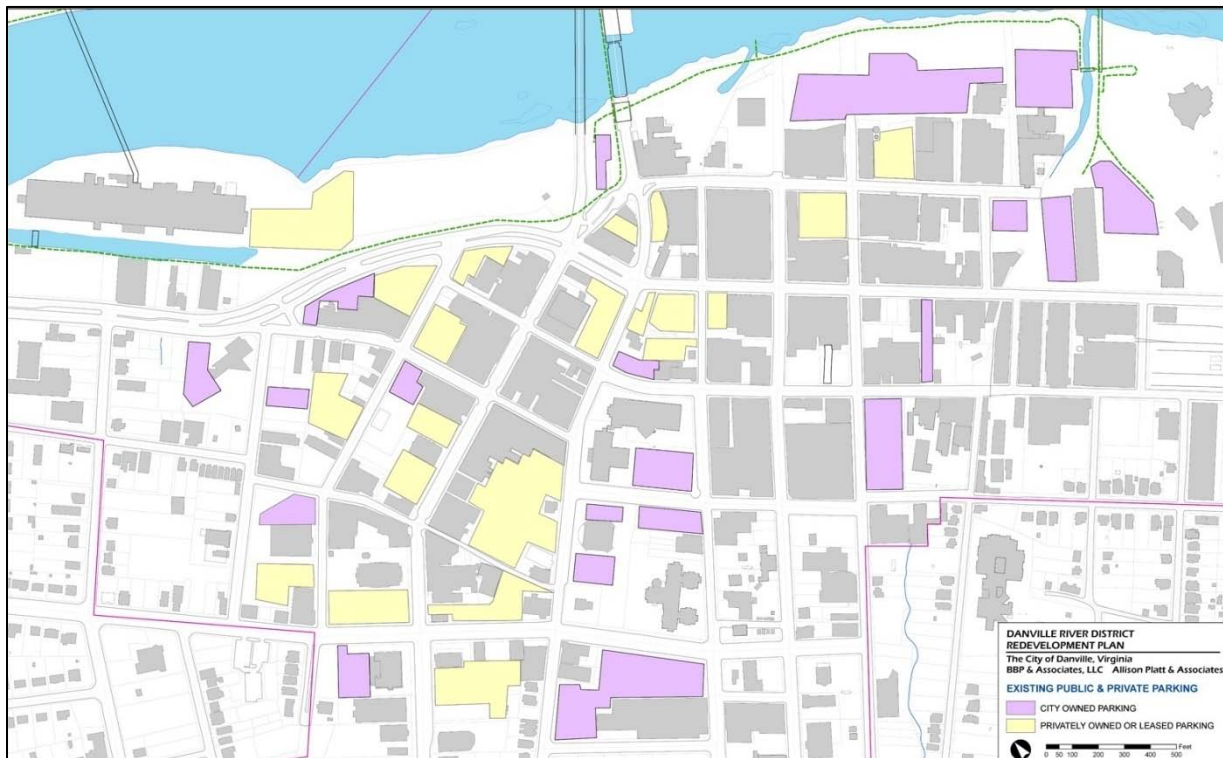 DANVILLE RIVER DISTRICT
REDEVELOPMENT PLAN
The City of Danville, Virginia
BBP & Associates, LLC Allison Platt & Associates
EXISTING PUBLIC & PRIVATE PARKING
CITY OWNED PARKING
PRIVATELY OWNED OR LEASED PARKING
Feet
0 50 100 200 300 400 500